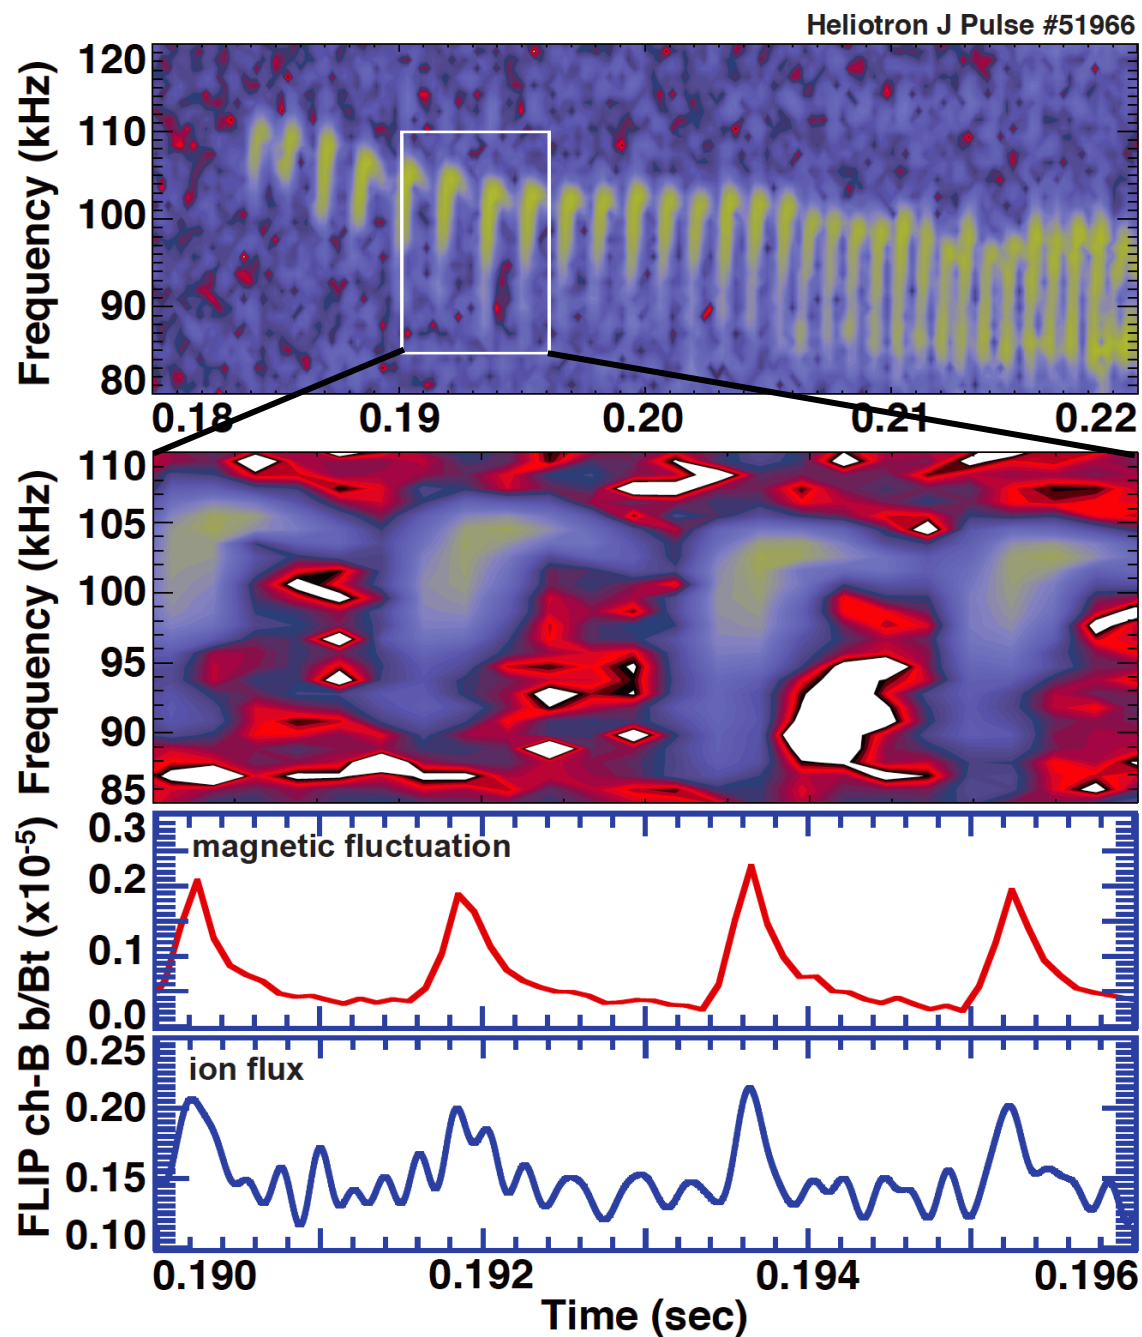 Heliotron J Pulse #51966
Frequency (kHz)
120
110
100
90
80
0.18 0.19 0.20 0.21 0.22
Frequency (kHz)
110
105
100
95
90
85
b/Bt (x10-5)
0.3
0.2
0.1
0.0
magnetic fluctuation
FLIP ch-B
0.25
0.20
0.15
0.10
ion flux
0.190 0.192 0.194 0.196
Time (sec)